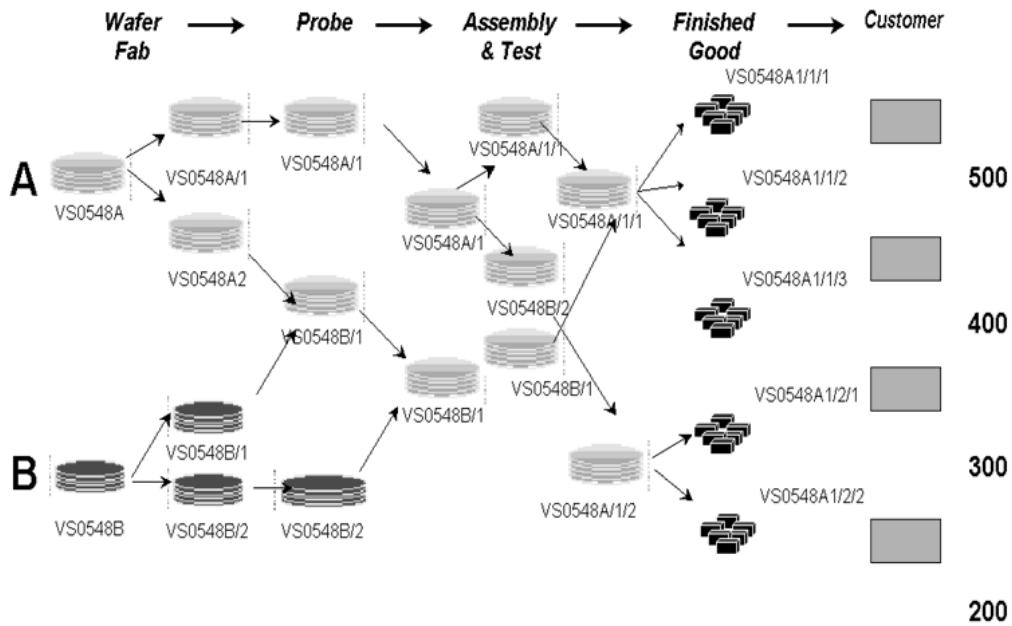 Wafer
Fab
Probe
Assembly
& Test
Finished
Good
Customer
VS0548A1/1/1
VS0548A/1/1
VS0548A/1
VS0548A/1
A
VS0548A1/1/2
500
VS0548A
VS0548A/1/1
VS0548A/1
VS0548A2
VS0548A1/1/3
VS0548B/2
VS0548B/1
400
VS0548B/1
VS0548A1/2/1
VS0548B/1
VS0548B/1
B
300
VS0548A1/2/2
VS0548A/1/2
VS0548B
VS0548B/2
VS0548B/2
200